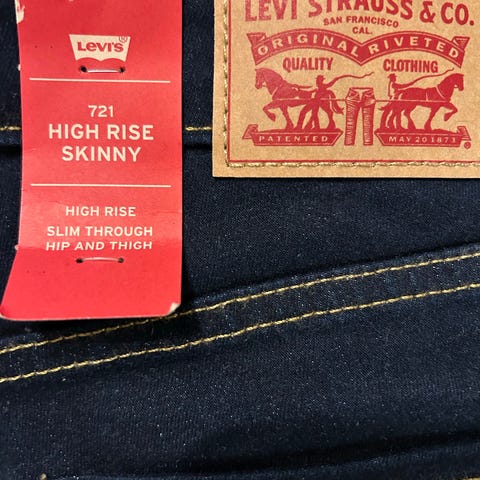 Levi's®
721
HIGH RISE
SKINNY
HIGH RISE
SLIM THROUGH
HIP AND THIGH
LEVI STRAUSS & CO.
SAN FRANCISCO
CAL.
ORIGINAL RIVETED
QUALITY CLOTHING
PATENTED MAY 20 1873
®